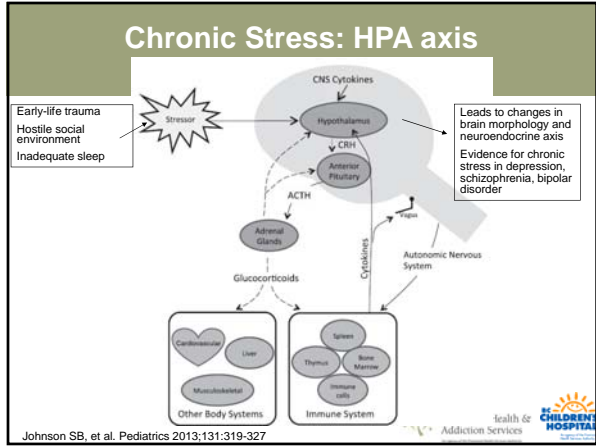 Chronic Stress: HPA axis
Early-life trauma
Hostile social
environment
Inadequate sleep
Stressor
CNS Cytokines
Hypothalamus
CRH
Anterior
Pituitary
ACTH
Adrenal
Glands
Glucocorticoids
Cytokines
Vagus
Autonomic Nervous
System
Leads to changes in
brain morphology and
neuroendocrine axis
Evidence for chronic
stress in depression,
schizophrenia, bipolar
disorder
Cardiovascular
Liver
Musculoskeletal
Other Body Systems
Spleen
Thymus
Bone
Marrow
Immune
cells
Immune System
Johnson SB, et al. Pediatrics 2013;131:319-327
Health &
Addiction Services
BC
CHILDREN'S
HOSPITAL